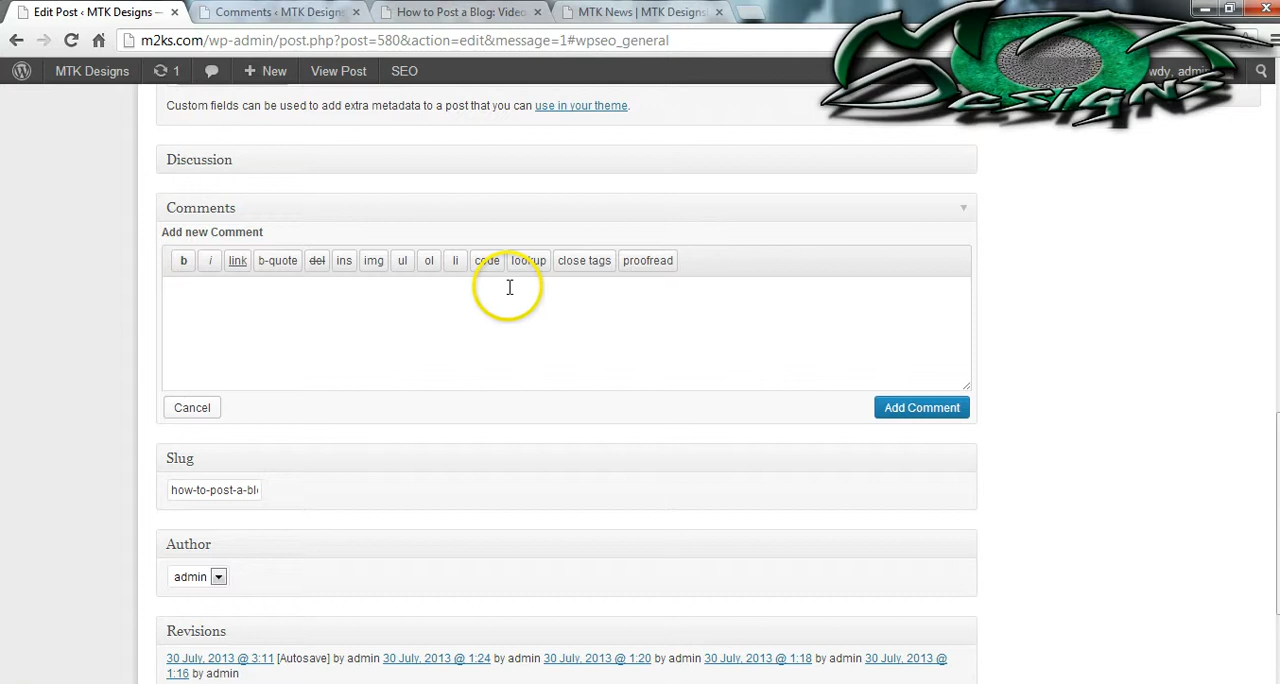 Edit Post ‹ MTK Designs —
Comments ‹ MTK Designs
How to Post a Blog: Video
MTK News | MTK Designs
m2ks.com/wp-admin/post.php?post=580&action=edit&message=1#wpseo_general
MTK Designs 1 + New View Post SEO
wdy, admin
MTK
Designs
Custom fields can be used to add extra metadata to a post that you can use in your theme.
Discussion
Comments
Add new Comment
b i link b-quote del ins img ul ol li code lookup close tags proofread
Cancel
Add Comment
Slug
how-to-post-a-bl
Author
admin
Revisions
30 July, 2013 @ 3:11 [Autosave] by admin 30 July, 2013 @ 1:24 by admin 30 July, 2013 @ 1:20 by admin 30 July, 2013 @ 1:18 by admin 30 July, 2013 @
1:16 by admin